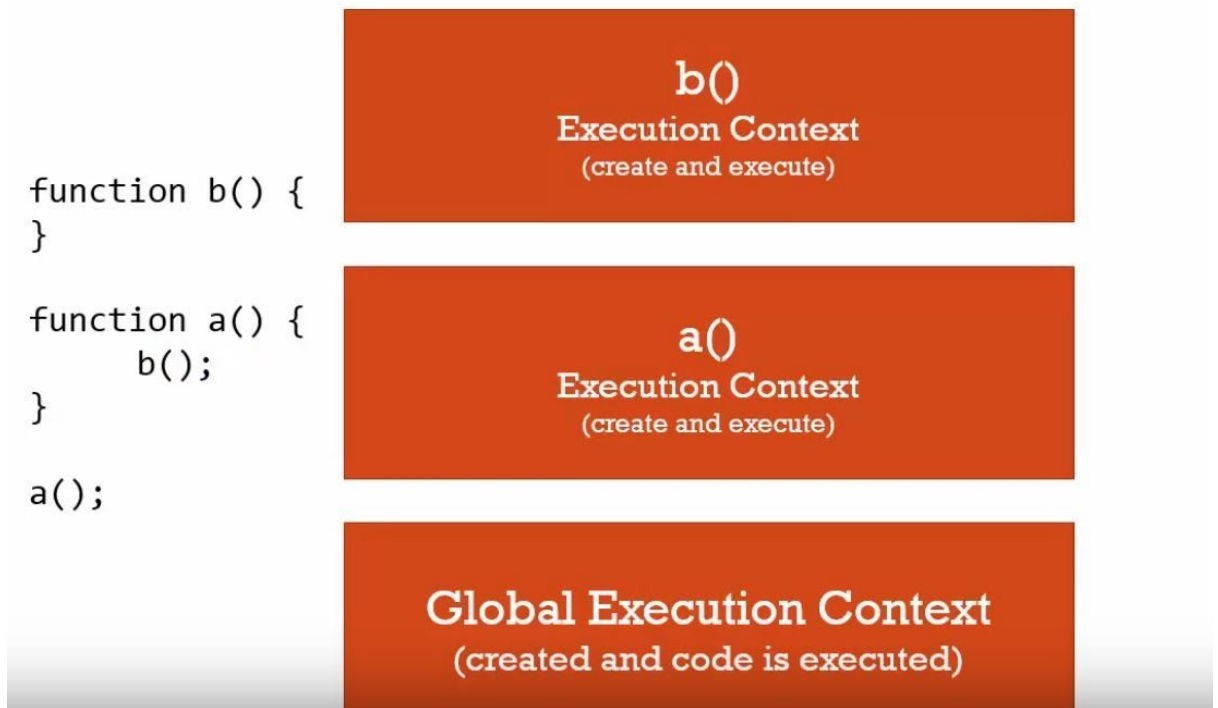 function b() {
}
function a() {
b();
}
a();
b()
Execution Context
(create and execute)
a()
Execution Context
(create and execute)
Global Execution Context
(created and code is executed)